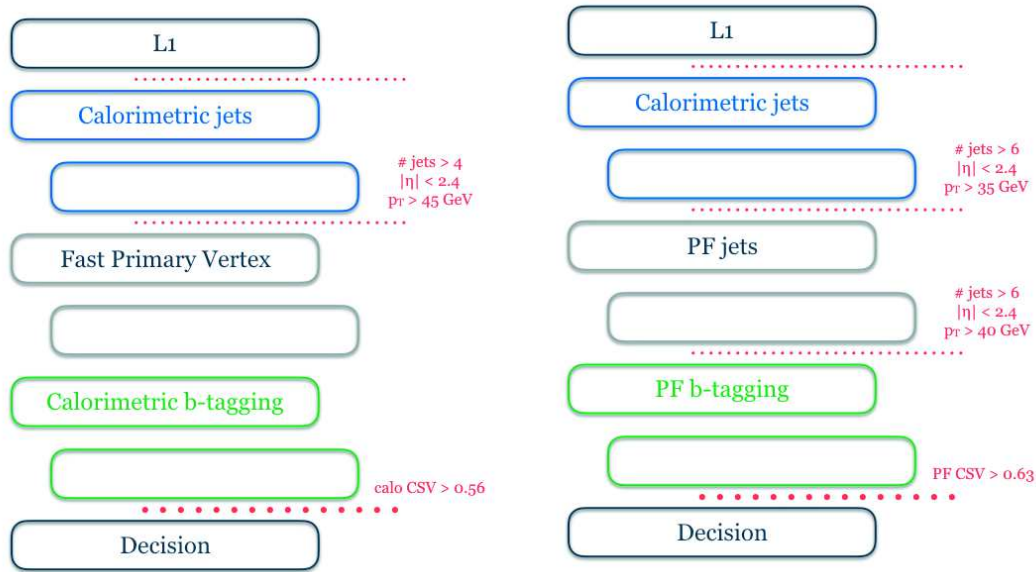 L1
Calorimetric jets
# jets > 4
|η| < 2.4
pT > 45 GeV
Fast Primary Vertex
Calorimetric b-tagging
calo CSV > 0.56
Decision
L1
Calorimetric jets
# jets > 6
|η| < 2.4
pT > 35 GeV
PF jets
# jets > 6
|η| < 2.4
pT > 40 GeV
PF b-tagging
PF CSV > 0.63
Decision